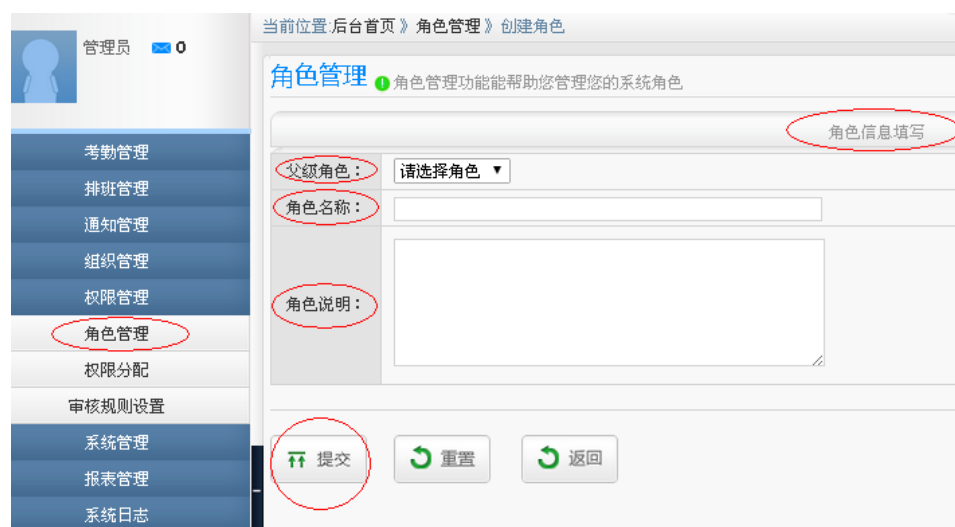 管理员 0
当前位置:后台首页 》 角色管理 》 创建角色
角色管理 角色管理功能能帮助您管理您的系统角色
角色信息填写
父级角色： 请选择角色
角色名称：
角色说明：
提交 重置 返回
考勤管理
排班管理
通知管理
组织管理
权限管理
角色管理
权限分配
审核规则设置
系统管理
报表管理
系统日志